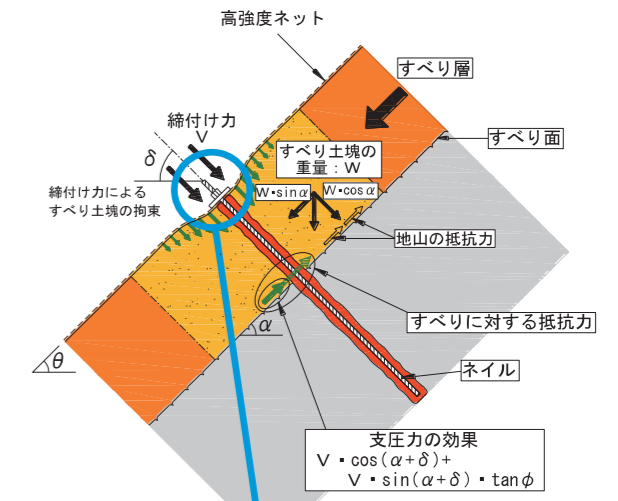 高強度ネット
すべり層
締付け力
V
すべり面
δ
すべり土塊の
重量：W
締付け力による
すべり土塊の拘束
W▪sinα
W▪cosα
地山の抵抗力
α
すべりに対する抵抗力
θ
ネイル
支圧力の効果
V▪cos(α+δ)+
V▪sin(α+δ)▪tanφ